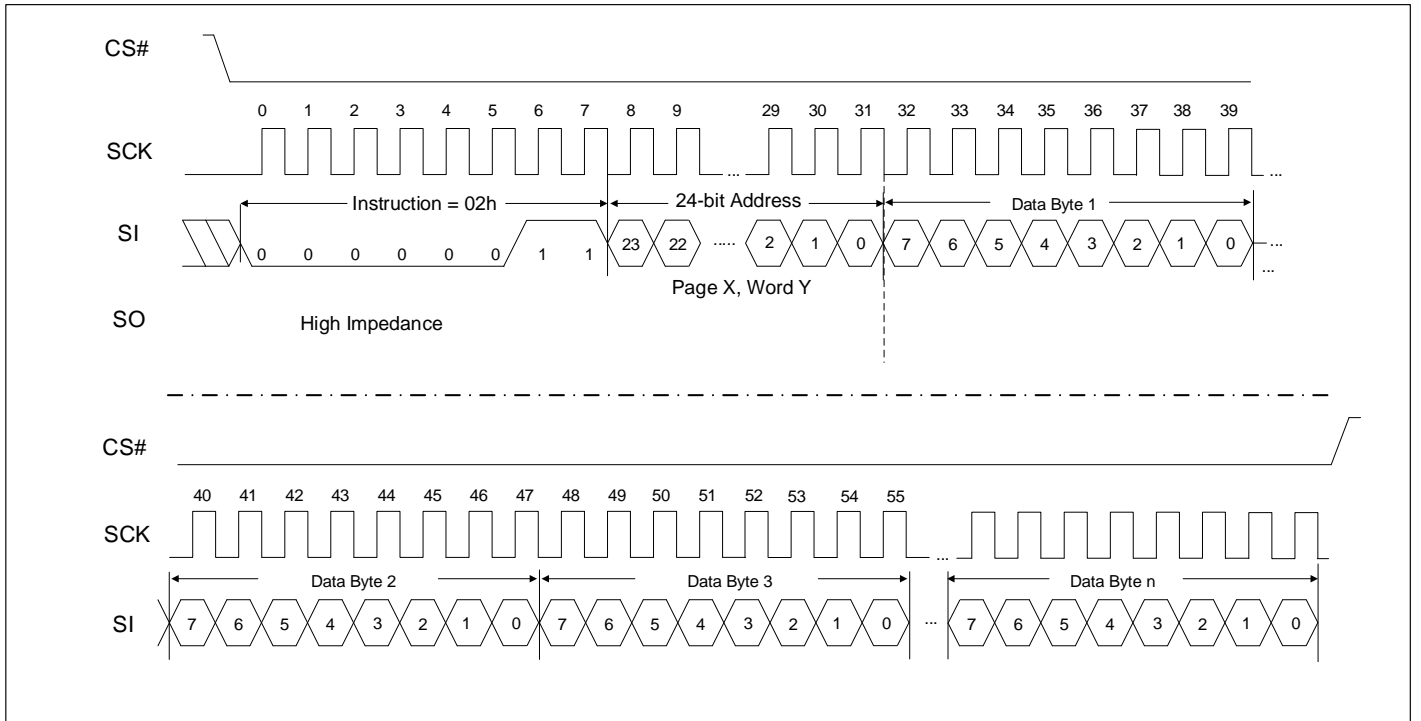 CS#
0 1 2 3 4 5 6 7 8 9 29 30 31 32 33 34 35 36 37 38 39
SCK ... ...
Instruction = 02h 24-bit Address Data Byte 1
SI 0 0 0 0 0 0 1 1 23 22 ..... 2 1 0 7 6 5 4 3 2 1 0 ...
...
Page X, Word Y
SO High Impedance
CS#
40 41 42 43 44 45 46 47 48 49 50 51 52 53 54 55
SCK ... ...
Data Byte 2 Data Byte 3 Data Byte n
SI 7 6 5 4 3 2 1 0 7 6 5 4 3 2 1 0 ... 7 6 5 4 3 2 1 0